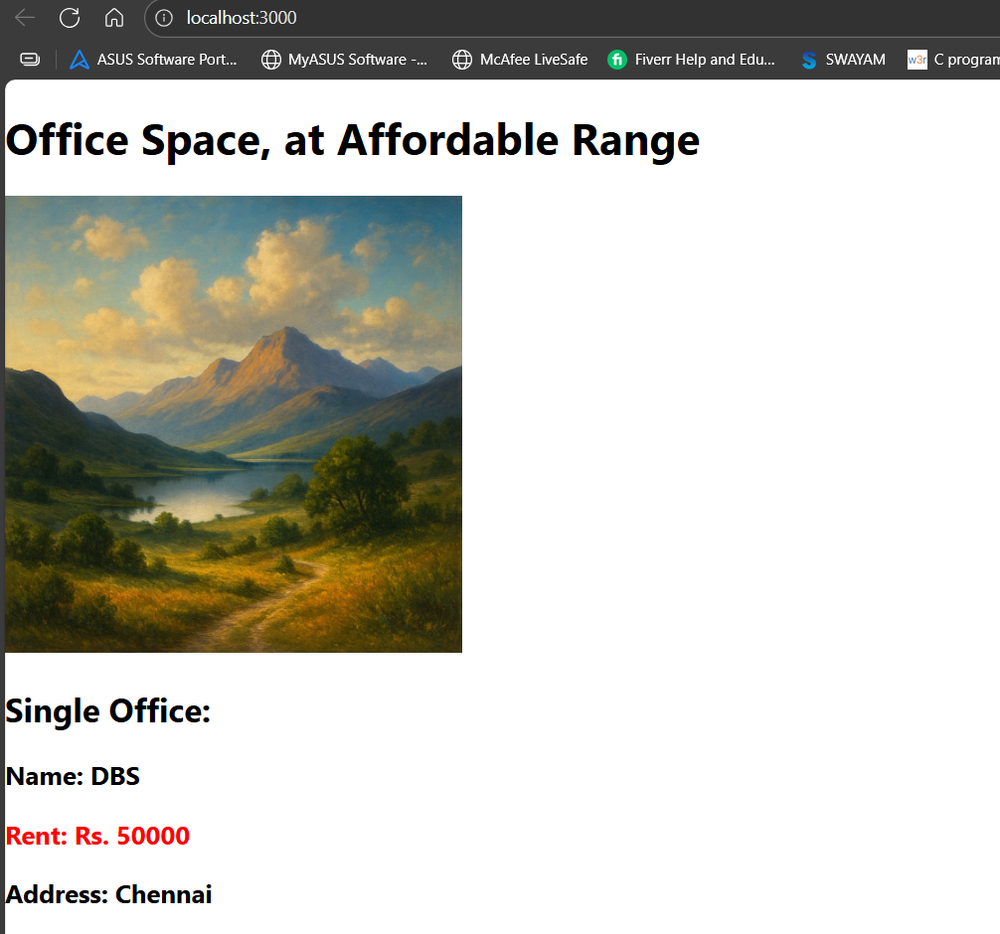 localhost:3000
ASUS Software Port... MyASUS Software -... McAfee LiveSafe Fiverr Help and Edu... SWAYAM w3r C program
Office Space, at Affordable Range
Single Office:
Name: DBS
Rent: Rs. 50000
Address: Chennai